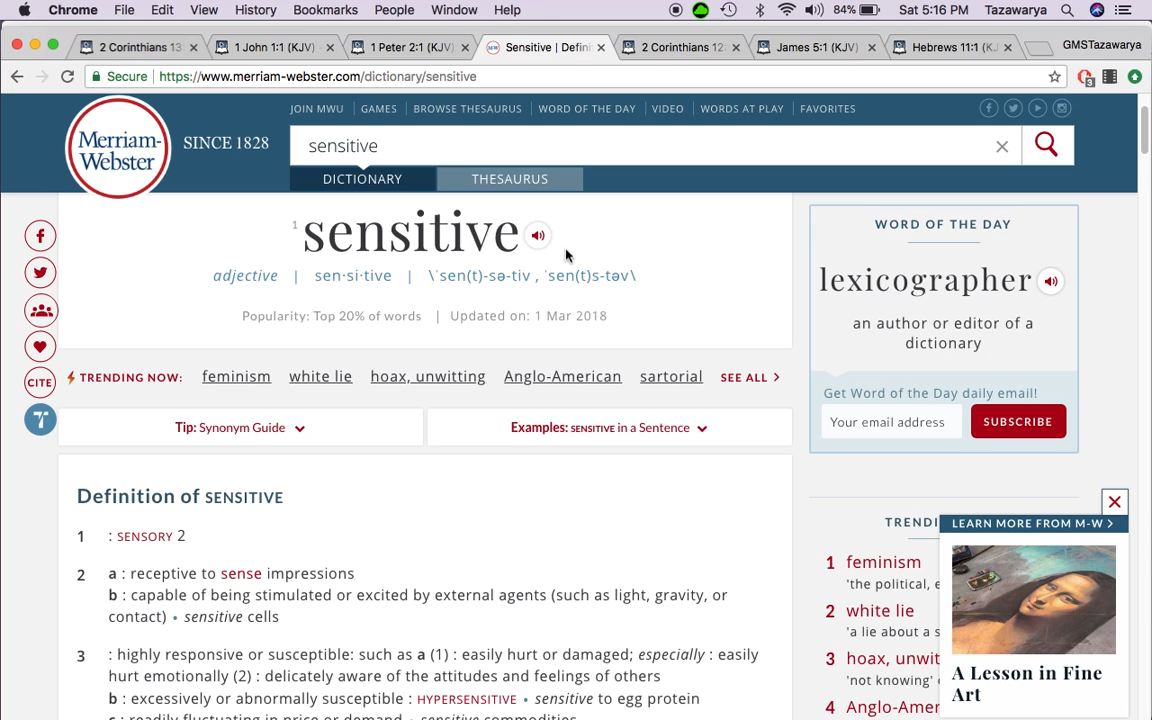 Chrome File Edit View History Bookmarks People Window Help 84% Sat 5:16 PM Tazawarya
2 Corinthians 13 1 John 1:1 (KJV) 1 Peter 2:1 (KJV) Sensitive | Defini 2 Corinthians 12 James 5:1 (KJV) Hebrews 11:1 (KJ GMSTazawarya
Secure | https://www.merriam-webster.com/dictionary/sensitive 3
JOIN MWU GAMES BROWSE THESAURUS WORD OF THE DAY VIDEO WORDS AT PLAY FAVORITES
Merriam-
Webster
SINCE 1828
sensitive
DICTIONARY THESAURUS
1 sensitive
adjective | sen·si·tive | \ˈsen(t)-sə-tiv , ˈsen(t)s-təv\
Popularity: Top 20% of words | Updated on: 1 Mar 2018
CITE
TRENDING NOW: feminism white lie hoax, unwitting Anglo-American sartorial SEE ALL >
Tip: Synonym Guide
Examples: SENSITIVE in a Sentence
Definition of SENSITIVE
1 : SENSORY 2
2 a : receptive to sense impressions
b : capable of being stimulated or excited by external agents (such as light, gravity, or
contact) • sensitive cells
3 : highly responsive or susceptible: such as a (1) : easily hurt or damaged; especially : easily
hurt emotionally (2) : delicately aware of the attitudes and feelings of others
b : excessively or abnormally susceptible : HYPERSENSITIVE • sensitive to egg protein
c : readily fluctuating in price or demand • sensitive commodities
WORD OF THE DAY
lexicographer
an author or editor of a
dictionary
Get Word of the Day daily email!
Your email address SUBSCRIBE
TRENDI
1 feminism
'the political, e
2 white lie
'a lie about a s
3 hoax, unwit
'not knowing'
4 Anglo-Amer
LEARN MORE FROM M-W >
A Lesson in Fine
Art